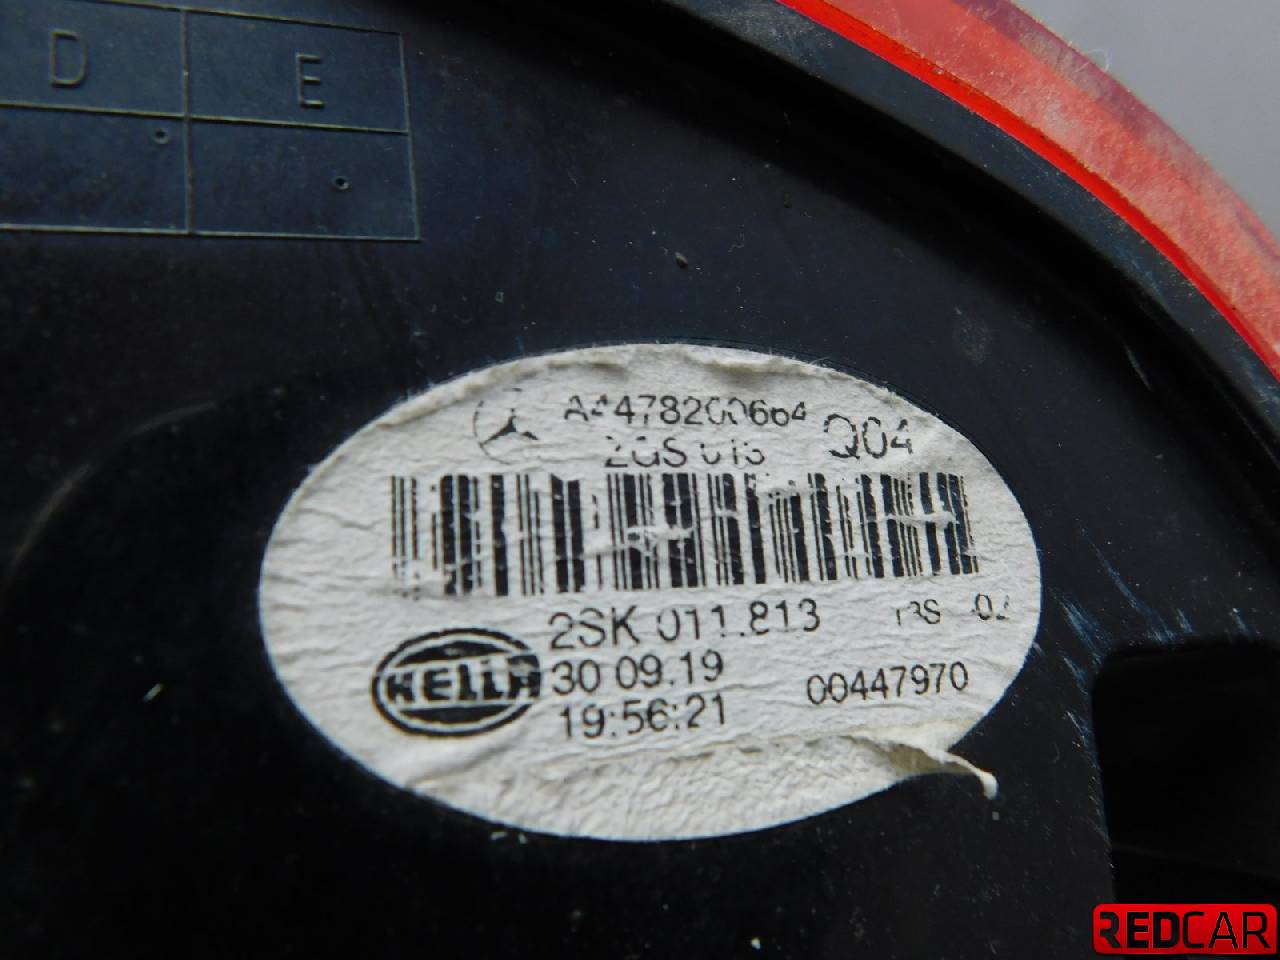 D E
A4478200664 Q04
2GS 013
2SK 011.813
HELLA
30 09.19
19:56:21
00447970
REDCAR